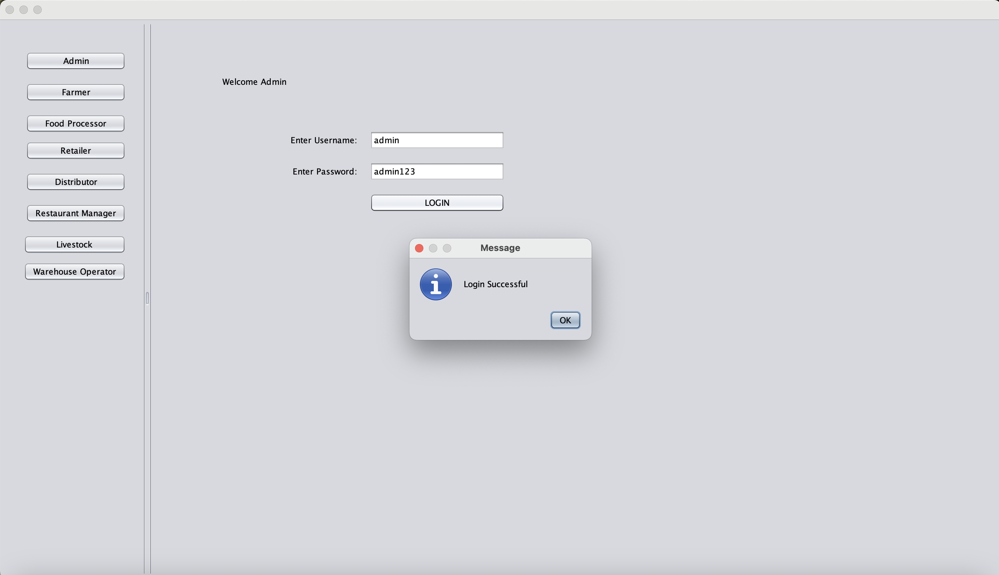 Admin
Farmer
Food Processor
Retailer
Distributor
Restaurant Manager
Livestock
Warehouse Operator
Welcome Admin
Enter Username: admin
Enter Password: admin123
LOGIN
Message
Login Successful
OK